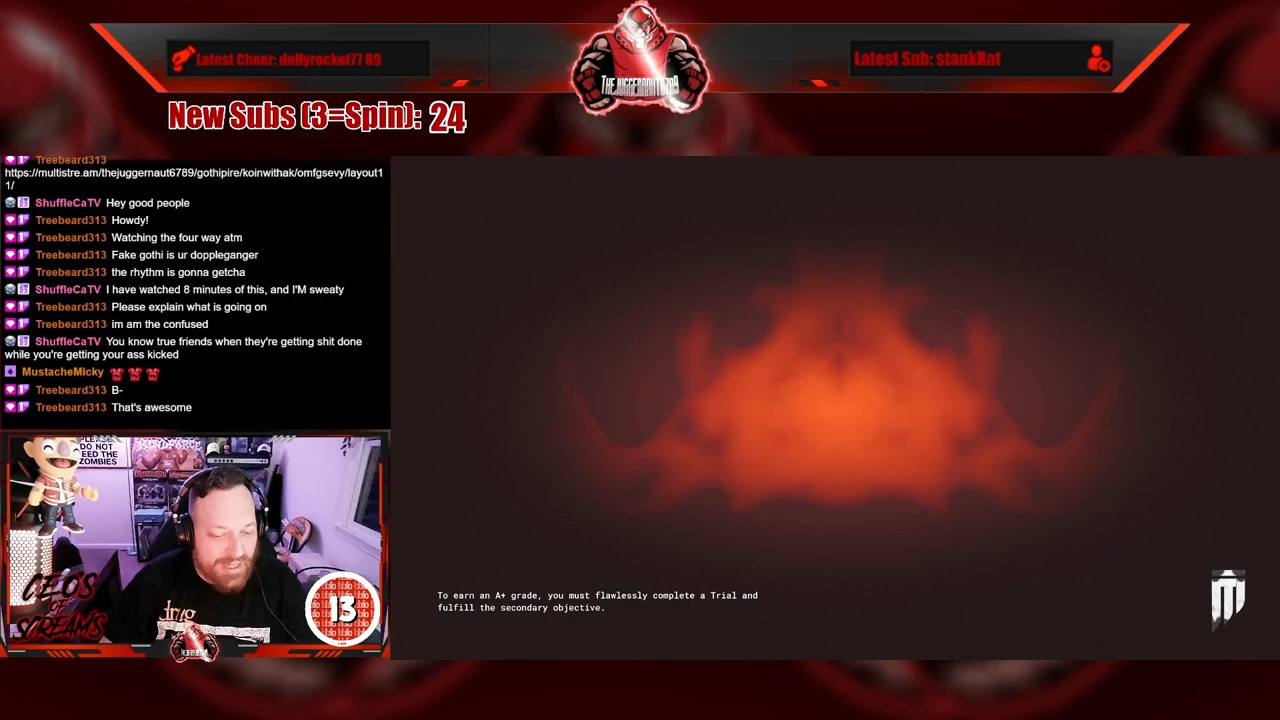 Latest Cheer: dollyrocket77 69
THEJUGGERNAUT6789
Latest Sub: stankRat
New Subs (3=Spin): 24
Treebeard313
https://multistre.am/thejuggernaut6789/gothipire/koinwithak/omfgsevy/layout1
1/
ShuffleCaTV Hey good people
Treebeard313 Howdy!
Treebeard313 Watching the four way atm
Treebeard313 Fake gothi is ur doppleganger
Treebeard313 the rhythm is gonna getcha
ShuffleCaTV I have watched 8 minutes of this, and I'M sweaty
Treebeard313 Please explain what is going on
Treebeard313 im am the confused
ShuffleCaTV You know true friends when they're getting shit done
while you're getting your ass kicked
MustacheMIcky
Treebeard313 B-
Treebeard313 That's awesome
DO NOT
FEED THE
ZOMBIES
CEO'S
OF
SCREAMS
drug
13
To earn an A+ grade, you must flawlessly complete a Trial and
fulfill the secondary objective.